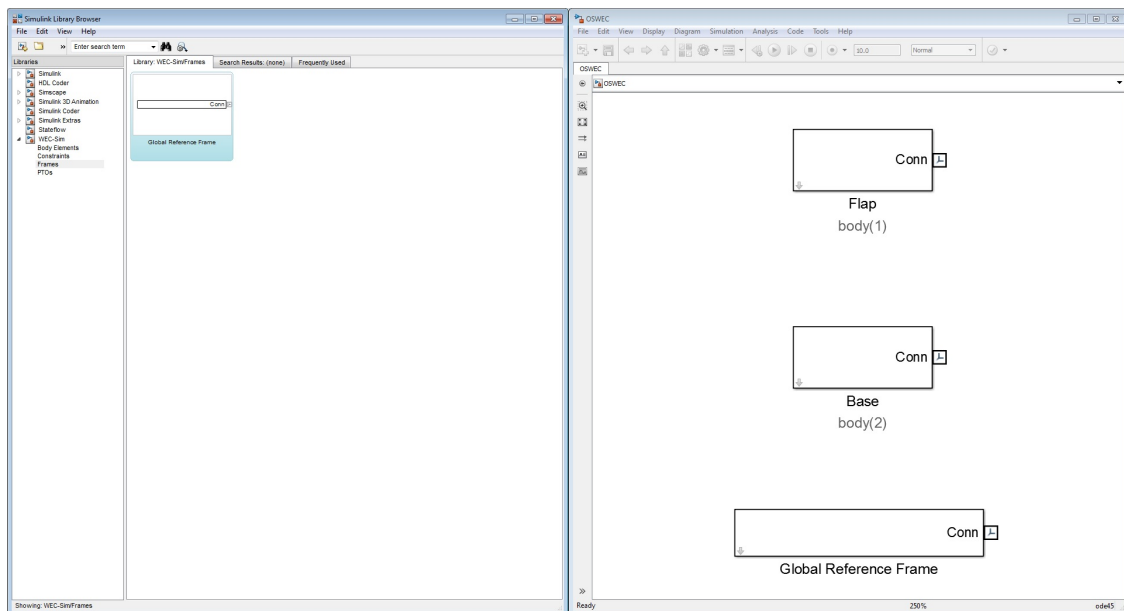 Simulink Library Browser
File Edit View Help
» Enter search term
Libraries
Simulink
HDL Coder
Simscape
Simulink 3D Animation
Simulink Coder
Simulink Extras
Stateflow
WEC-Sim
Body Elements
Constraints
Frames
PTOs
Library: WEC-Sim/Frames Search Results: (none) Frequently Used
Conn
Global Reference Frame
Showing: WEC-Sim/Frames
OSWEC
File Edit View Display Diagram Simulation Analysis Code Tools Help
10.0 Normal
OSWEC
OSWEC
Conn
Flap
body(1)
Conn
Base
body(2)
Conn
Global Reference Frame
»
Ready 250% ode45